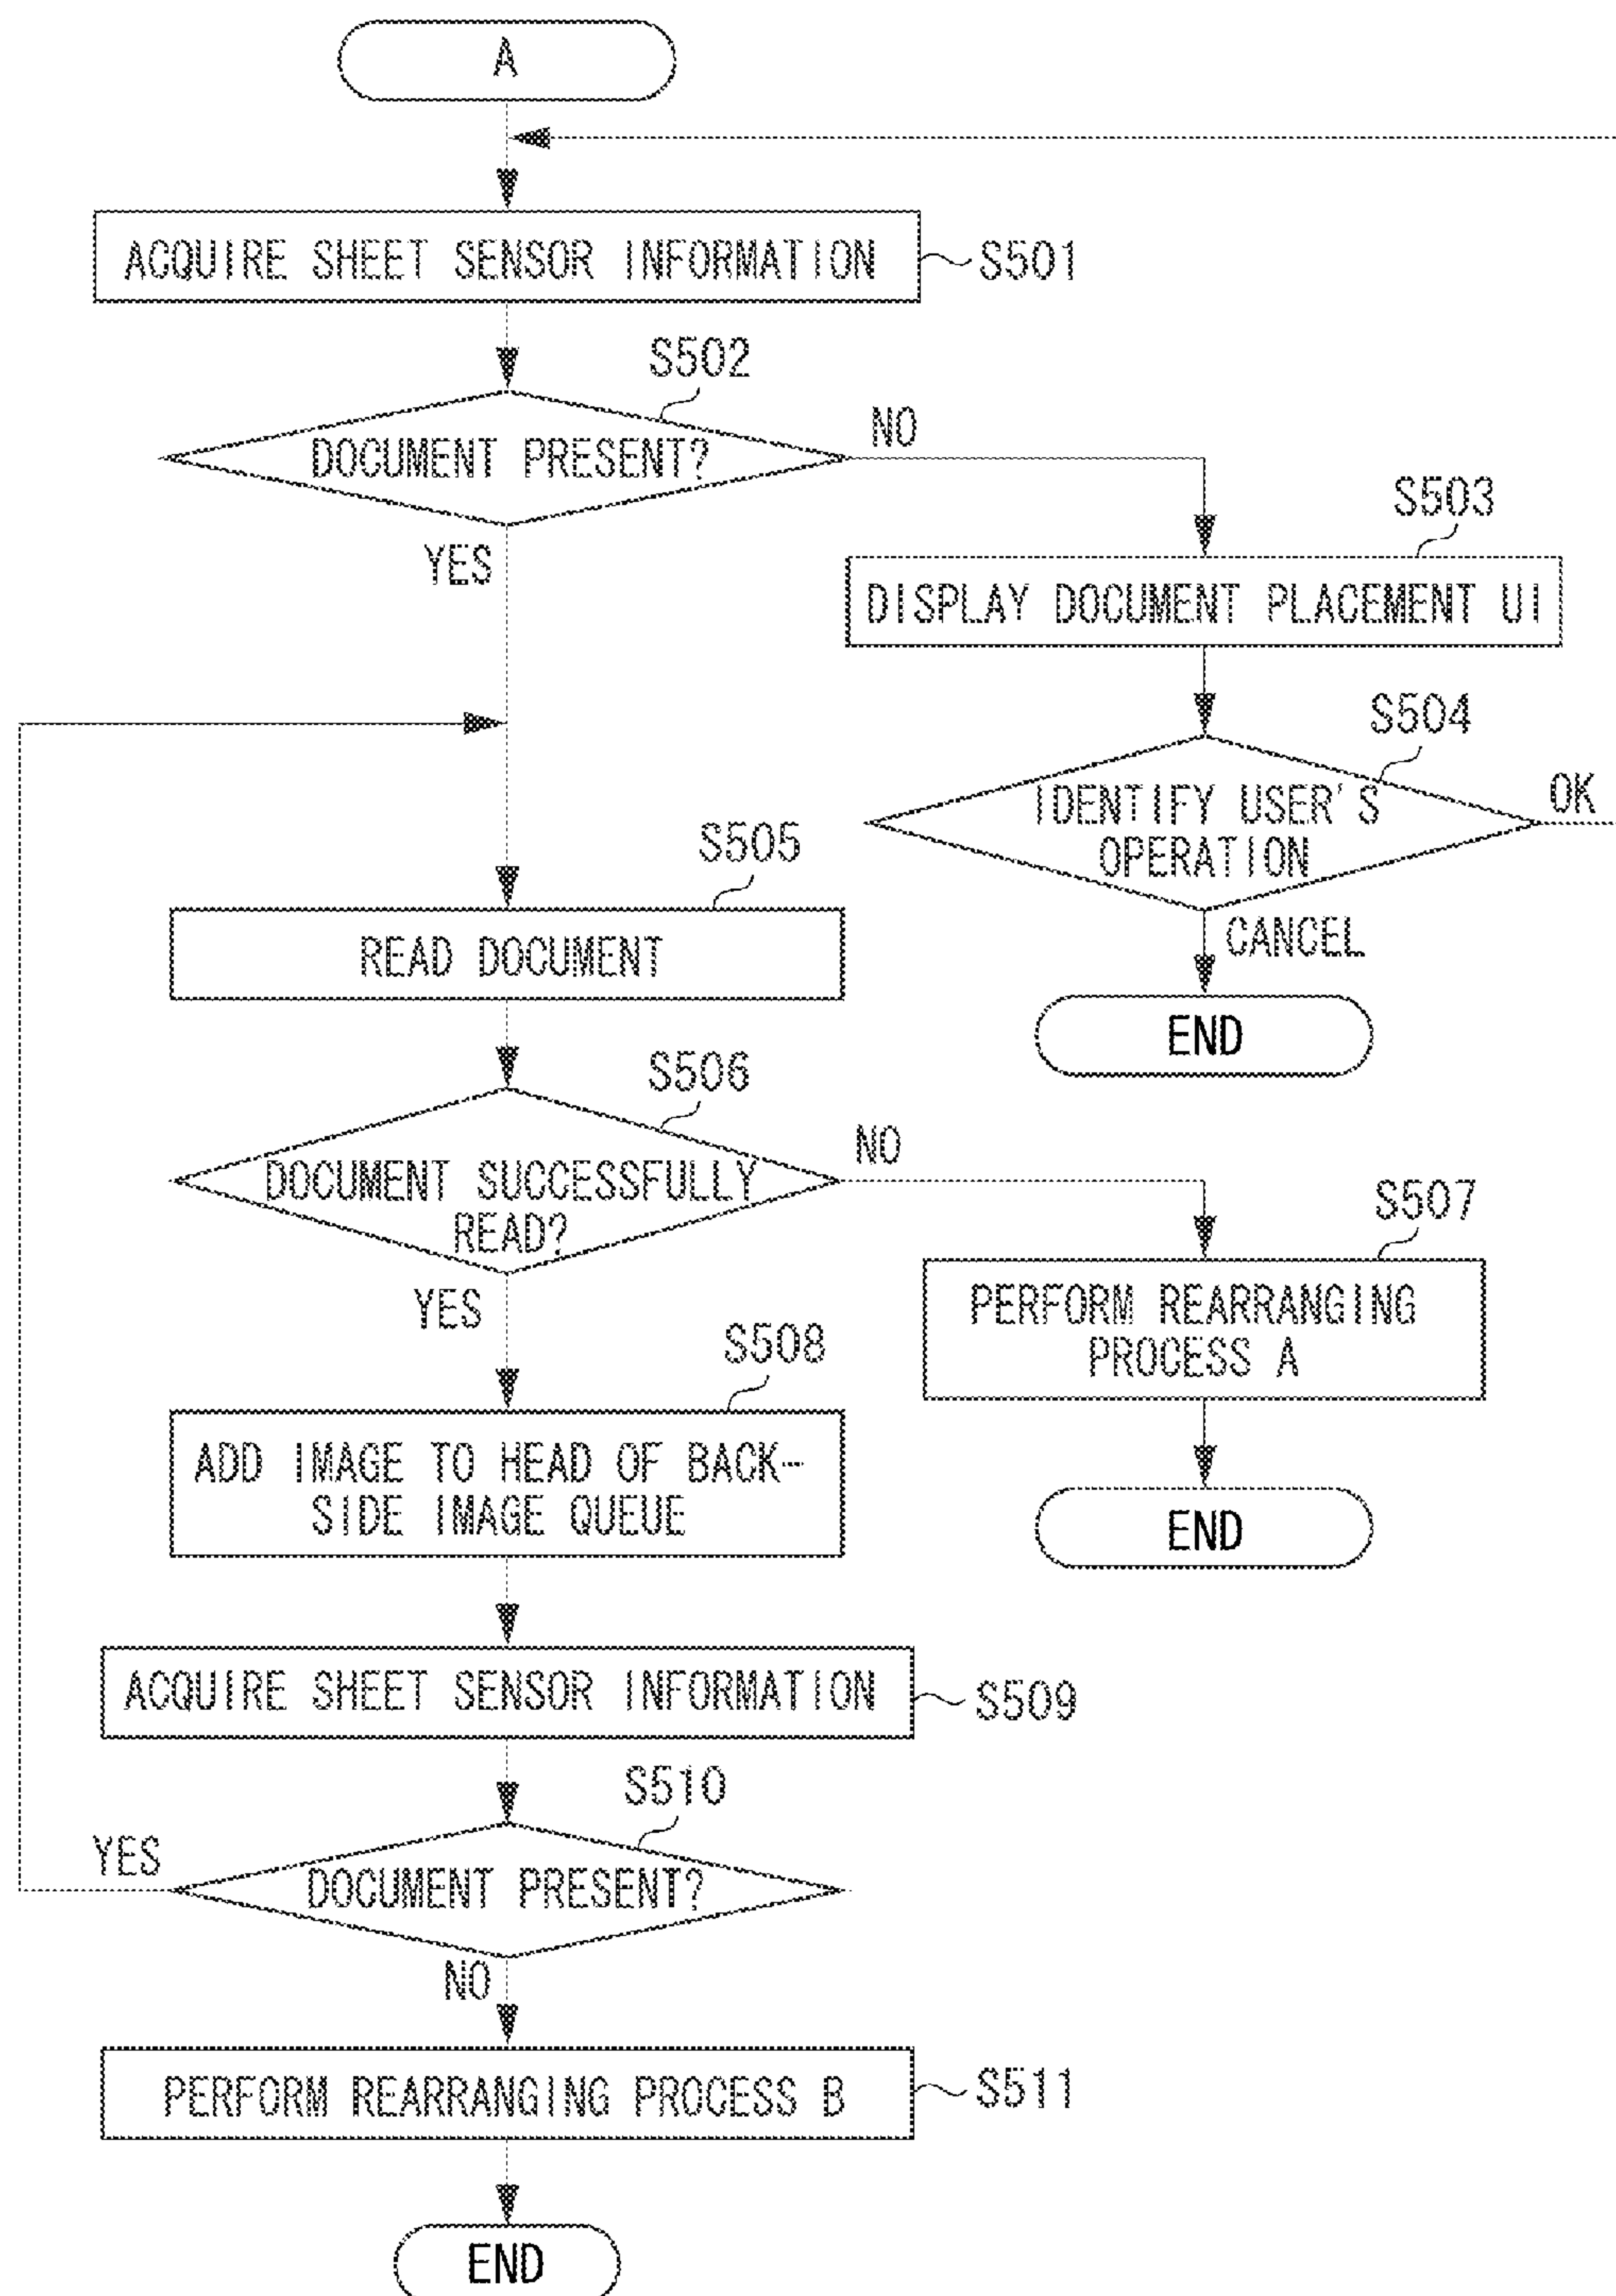 A
ACQUIRE SHEET SENSOR INFORMATION
S501
S502
DOCUMENT PRESENT?
NO
YES
S503
DISPLAY DOCUMENT PLACEMENT UI
S504
IDENTIFY USER'S
OPERATION
OK
CANCEL
END
S505
READ DOCUMENT
S506
DOCUMENT SUCCESSFULLY
READ?
NO
YES
S507
PERFORM REARRANGING
PROCESS A
END
S508
ADD IMAGE TO HEAD OF BACK-
SIDE IMAGE QUEUE
ACQUIRE SHEET SENSOR INFORMATION
S509
S510
YES
DOCUMENT PRESENT?
NO
PERFORM REARRANGING PROCESS B
S511
END